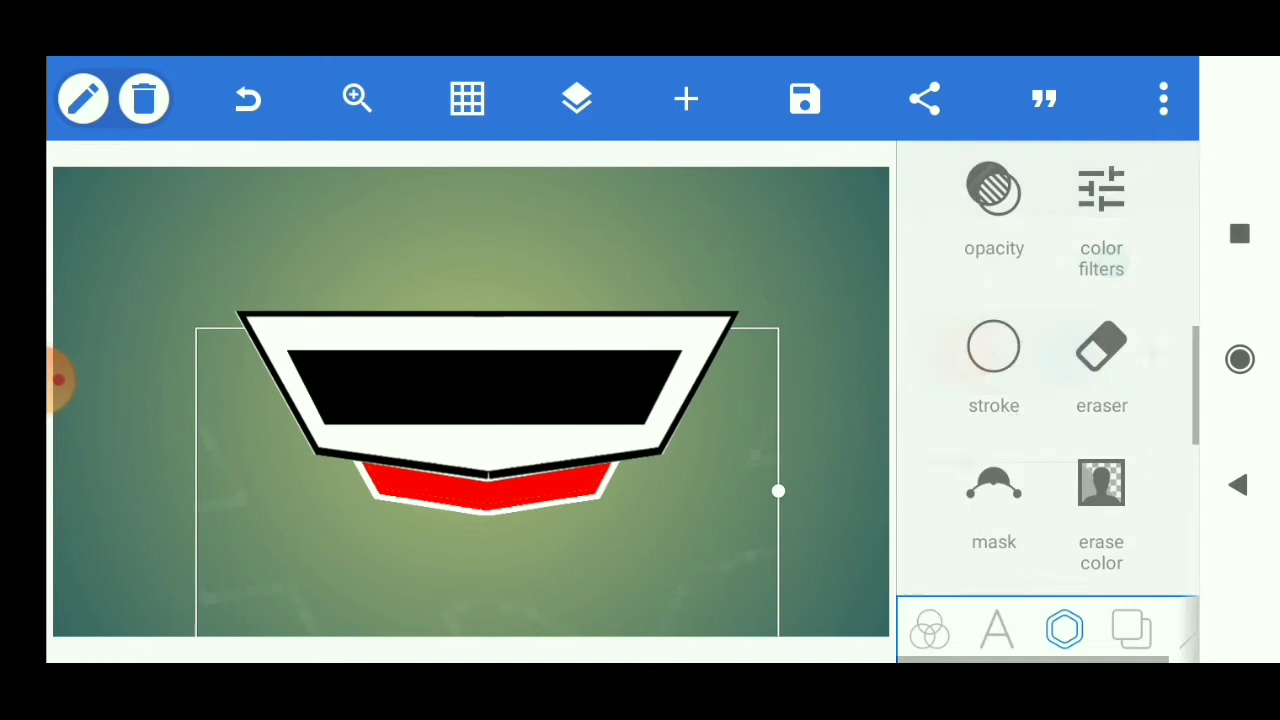 opacity
color
filters
stroke
eraser
mask
erase
color